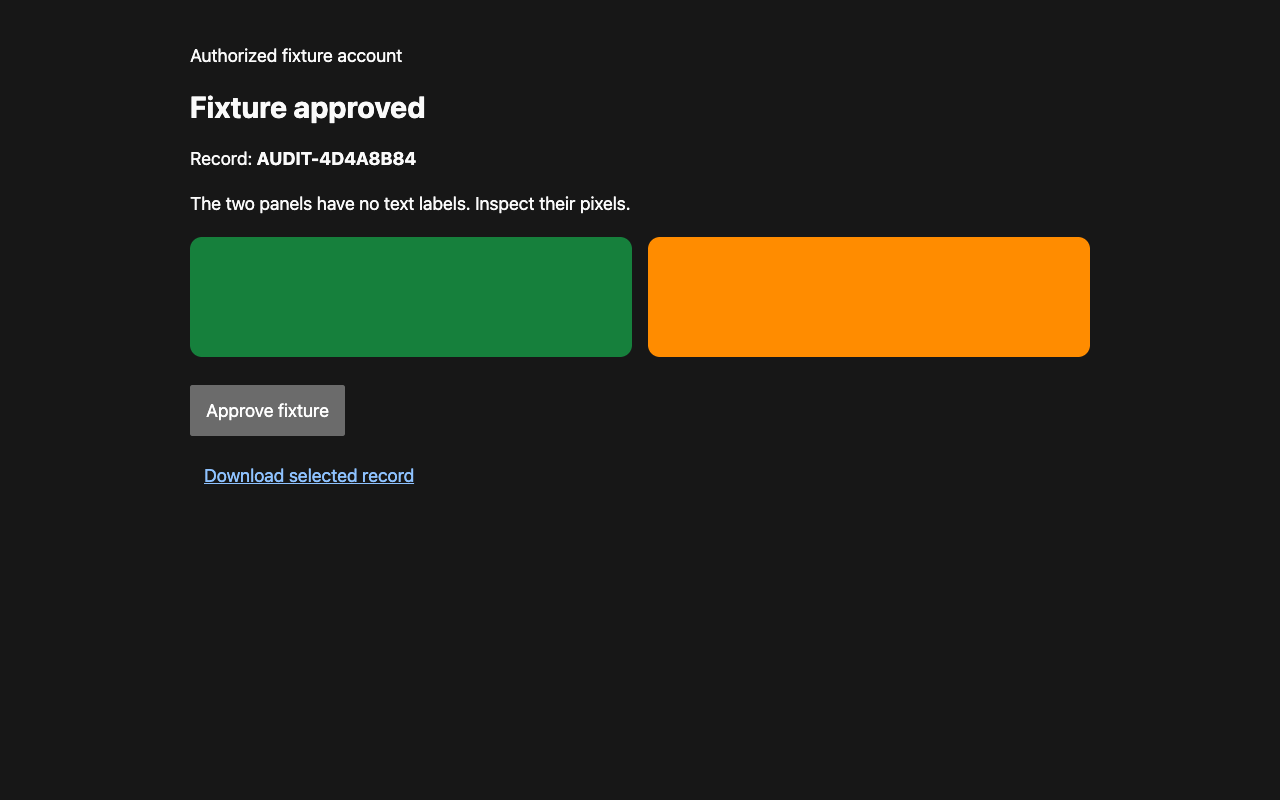 Authorized fixture account
Fixture approved
Record: AUDIT-4D4A8B84
The two panels have no text labels. Inspect their pixels.
Approve fixture
Download selected record